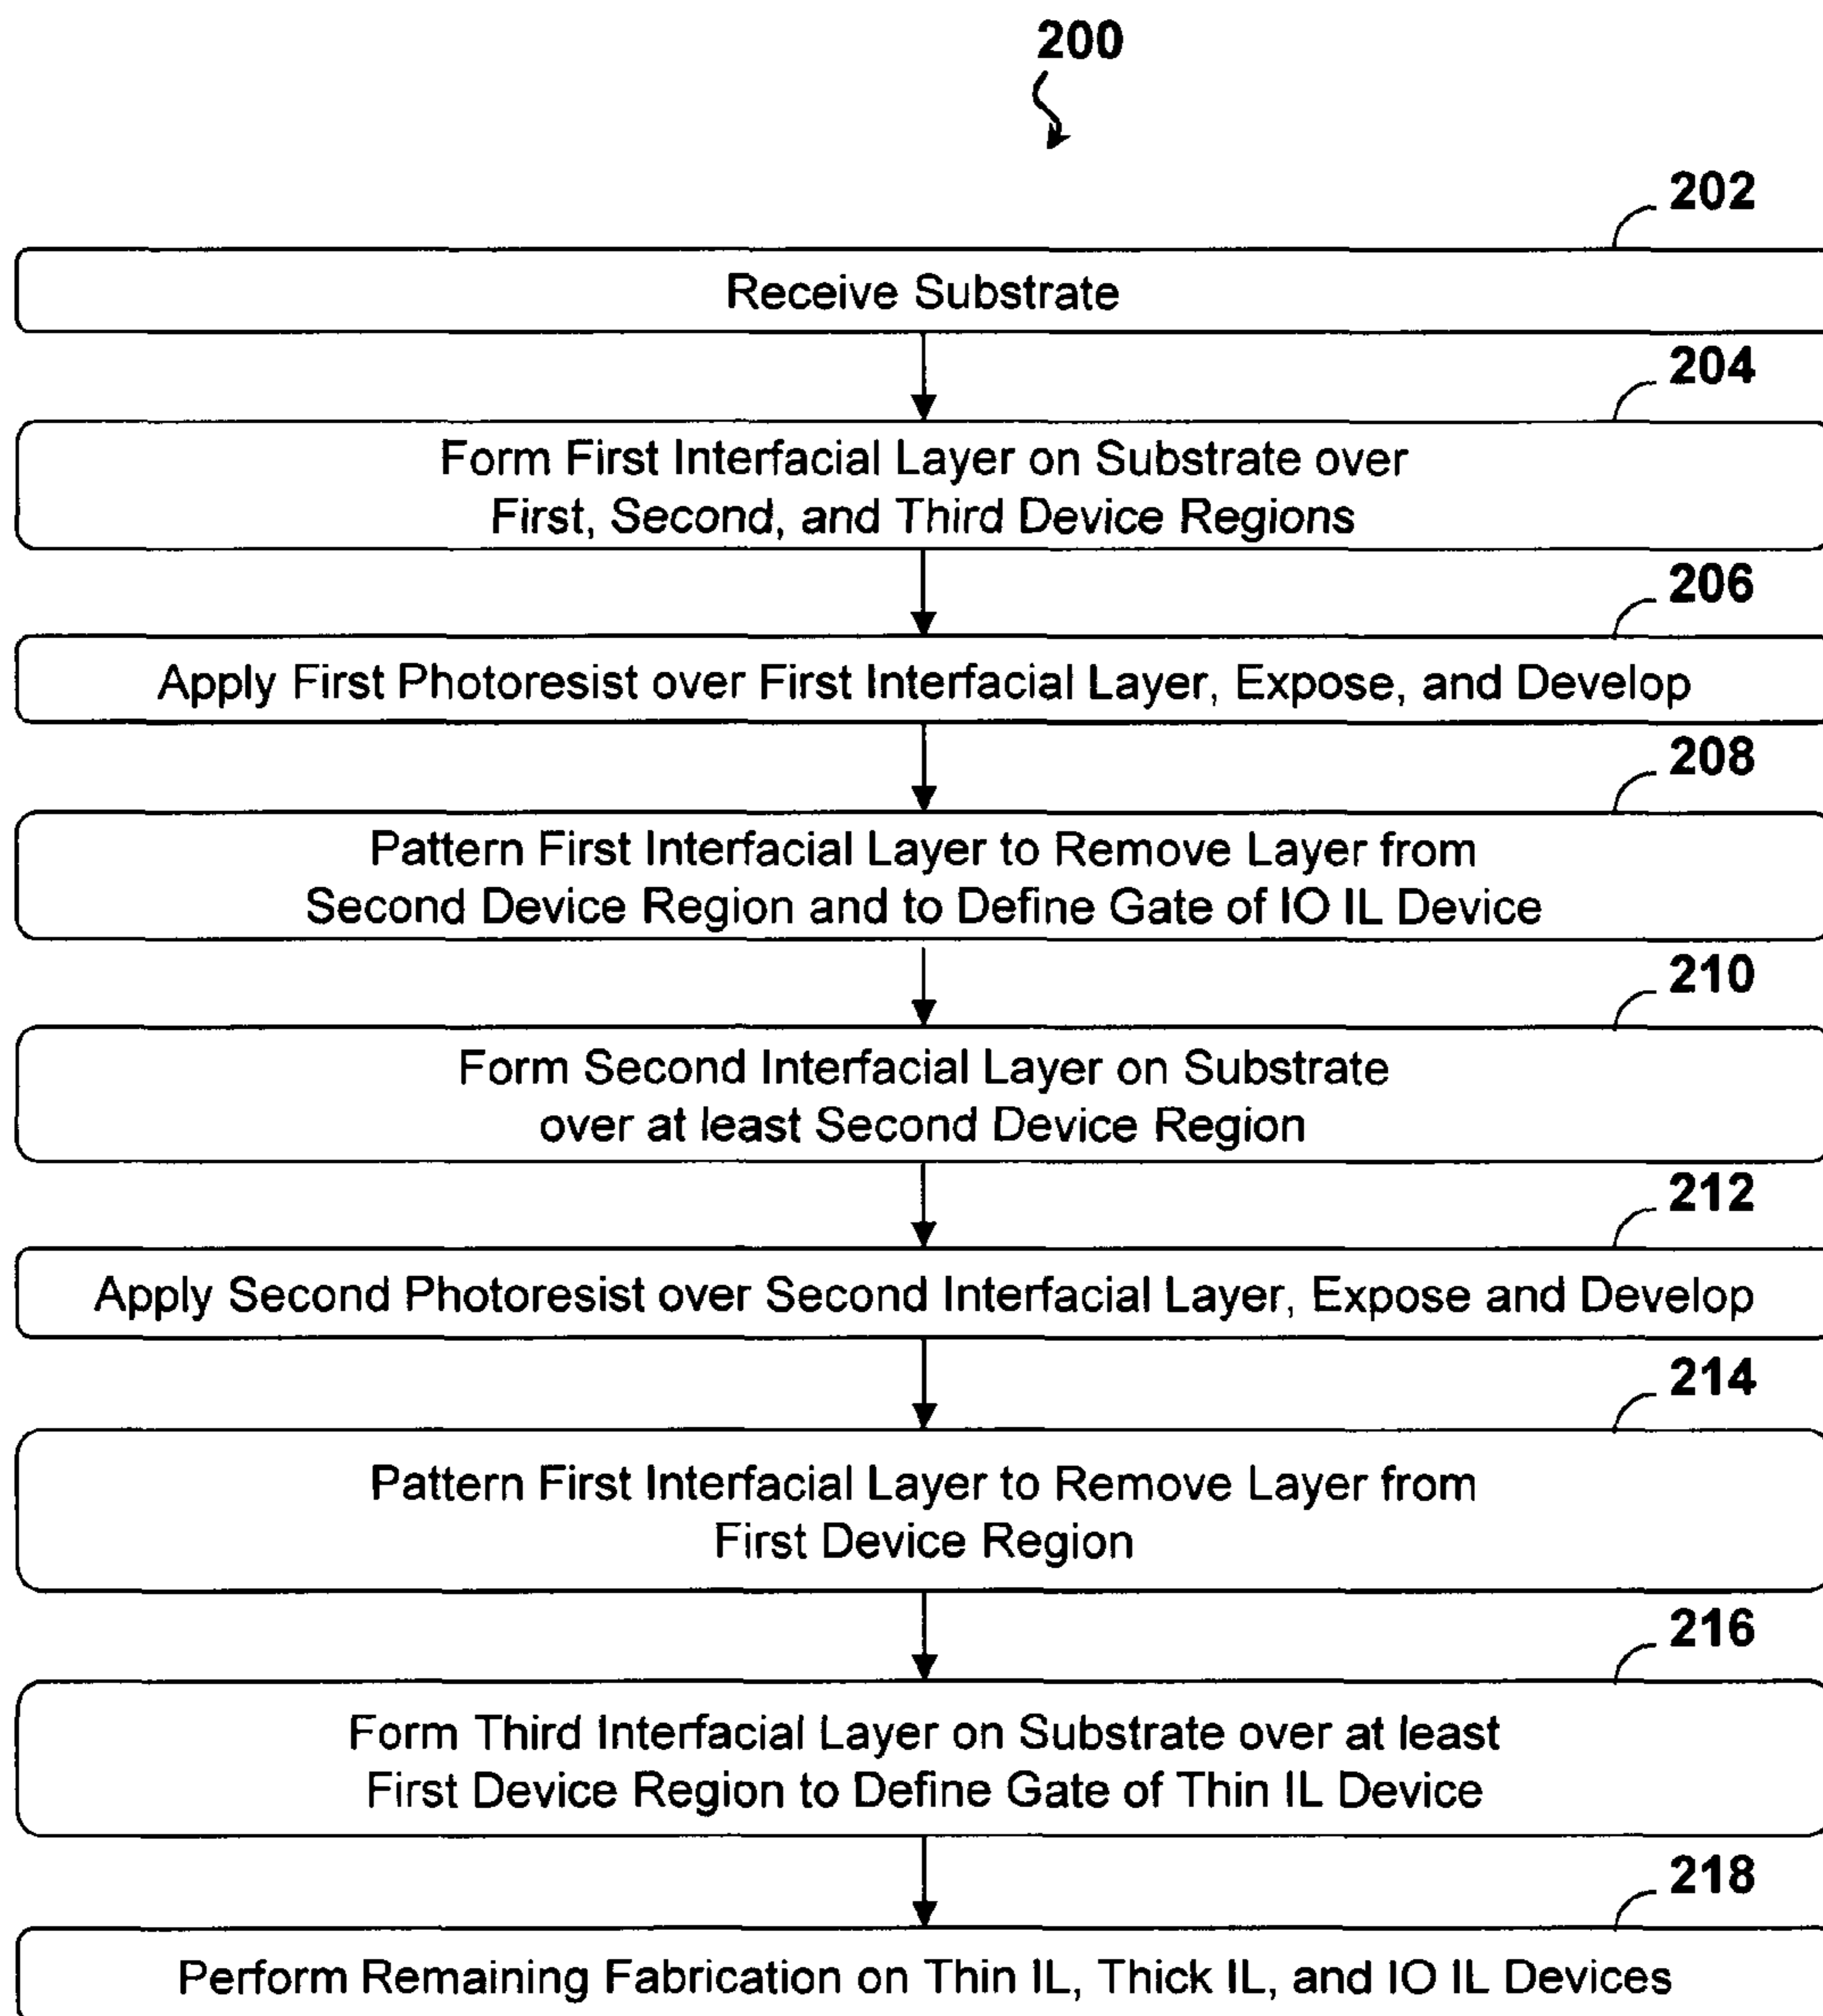 200
202
Receive Substrate
204
Form First Interfacial Layer on Substrate over
First, Second, and Third Device Regions
206
Apply First Photoresist over First Interfacial Layer, Expose, and Develop
208
Pattern First Interfacial Layer to Remove Layer from
Second Device Region and to Define Gate of IO IL Device
210
Form Second Interfacial Layer on Substrate
over at least Second Device Region
212
Apply Second Photoresist over Second Interfacial Layer, Expose and Develop
214
Pattern First Interfacial Layer to Remove Layer from
First Device Region
216
Form Third Interfacial Layer on Substrate over at least
First Device Region to Define Gate of Thin IL Device
218
Perform Remaining Fabrication on Thin IL, Thick IL, and IO IL Devices